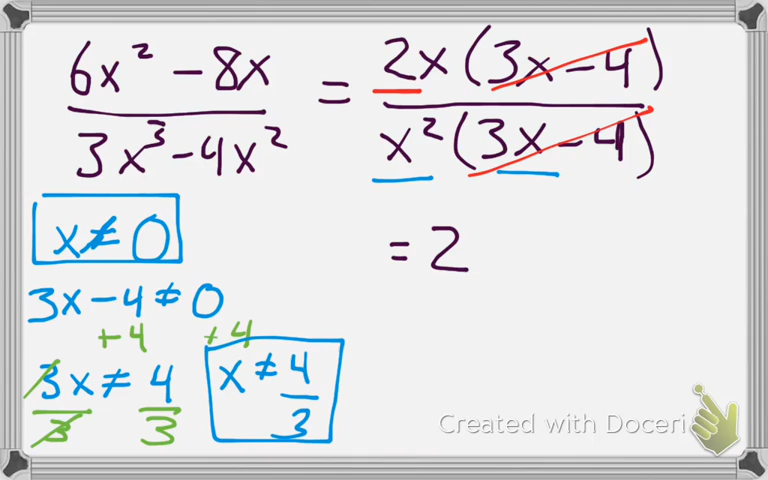 6x² - 8x = 2x (3x - 4)
3x³ - 4x² x² (3x - 4)
x ≠ 0
= 2
3x - 4 ≠ 0
+4 +4
3x ≠ 4
3 3
x ≠ 4
3
Created with Doceri